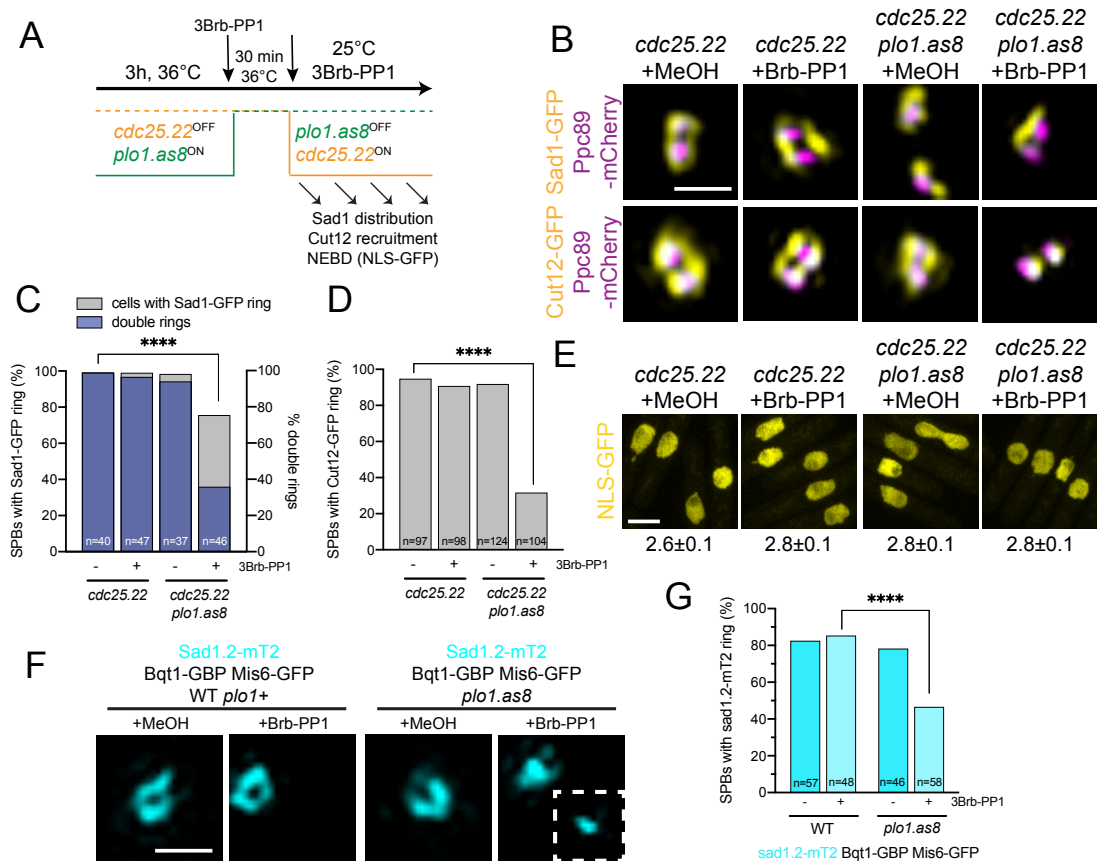 A
3Brb-PP1
3h, 36°C
30 min
36°C
25°C
3Brb-PP1
cdc25.22OFF
plo1.as8ON
plo1.as8OFF
cdc25.22ON
Sad1 distribution
Cut12 recruitment
NEBD (NLS-GFP)
B
cdc25.22
+MeOH
cdc25.22
+Brb-PP1
cdc25.22
plo1.as8
+MeOH
cdc25.22
plo1.as8
+Brb-PP1
Sad1-GFP
Ppc89
-mCherry
Cut12-GFP
Ppc89
-mCherry
C
cells with Sad1-GFP ring
double rings
****
SPBs with Sad1-GFP ring (%)
100
80
60
40
20
0
100
80
60
40
20
0
% double rings
n=40
n=47
n=37
n=46
- + - + 3Brb-PP1
cdc25.22
cdc25.22
plo1.as8
D
****
SPBs with Cut12-GFP ring (%)
100
80
60
40
20
0
n=97
n=98
n=124
n=104
- + - + 3Brb-PP1
cdc25.22
cdc25.22
plo1.as8
E
cdc25.22
+MeOH
cdc25.22
+Brb-PP1
cdc25.22
plo1.as8
+MeOH
cdc25.22
plo1.as8
+Brb-PP1
NLS-GFP
2.6±0.1
2.8±0.1
2.8±0.1
2.8±0.1
F
Sad1.2-mT2
Bqt1-GBP Mis6-GFP
WT plo1+
+MeOH
+Brb-PP1
Sad1.2-mT2
Bqt1-GBP Mis6-GFP
plo1.as8
+MeOH
+Brb-PP1
G
****
SPBs with sad1.2-mT2 ring (%)
100
80
60
40
20
0
n=57
n=48
n=46
n=58
- + - + 3Brb-PP1
WT
plo1.as8
sad1.2-mT2 Bqt1-GBP Mis6-GFP